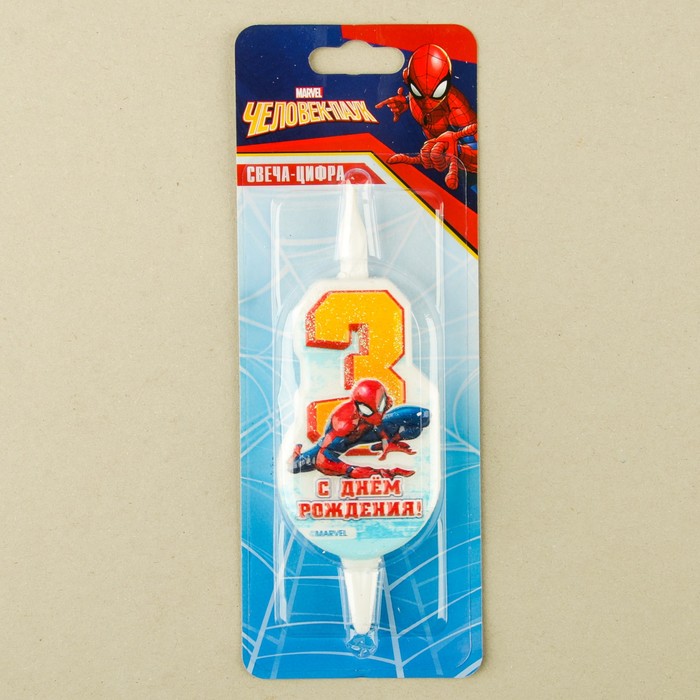 MARVEL
ЧЕЛОВЕК-ПАУК
СВЕЧА-ЦИФРА
3
С ДНЁМ
РОЖДЕНИЯ!
©MARVEL